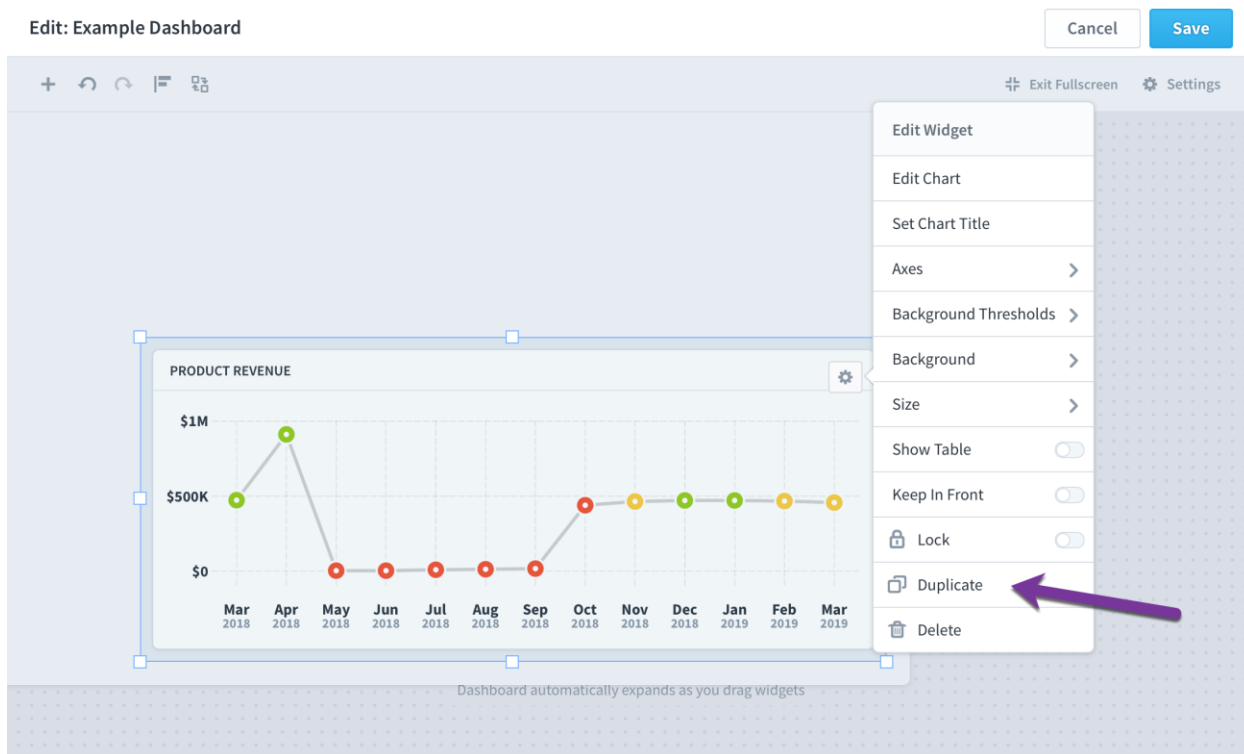 Edit: Example Dashboard
Cancel
Save
Exit Fullscreen
Settings
Edit Widget
Edit Chart
Set Chart Title
Axes
Background Thresholds
Background
Size
Show Table
Keep In Front
Lock
Duplicate
Delete
PRODUCT REVENUE
$1M
$500K
$0
Mar Apr May Jun Jul Aug Sep Oct Nov Dec Jan Feb Mar
2018 2018 2018 2018 2018 2018 2018 2018 2018 2018 2019 2019 2019
Dashboard automatically expands as you drag widgets